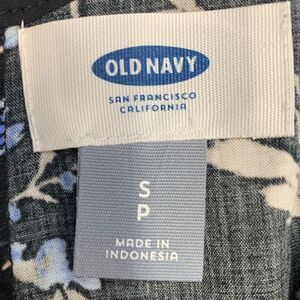 OLD NAVY
SAN FRANCISCO
CALIFORNIA
S
P
MADE IN
INDONESIA